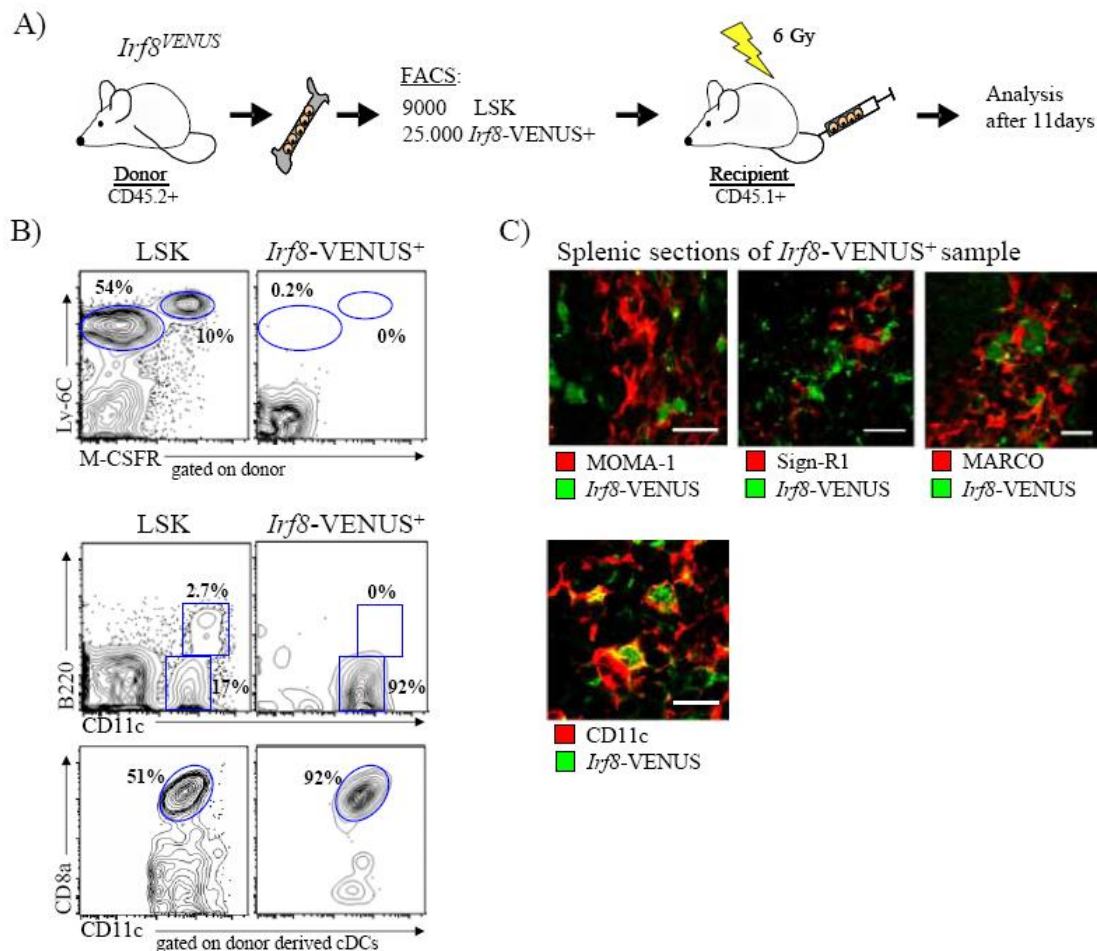 A)
Irf8VENUS
6 Gy
FACS:
9000 LSK
25.000 Irf8-VENUS+
Analysis
after 11days
Donor
CD45.2+
Recipient
CD45.1+
B)
LSK
Irf8-VENUS+
54%
10%
0.2%
0%
Ly-6C
M-CSFR
gated on donor
LSK
Irf8-VENUS+
2.7%
17%
0%
92%
B220
CD11c
51%
92%
CD8a
CD11c
gated on donor derived cDCs
C)
Splenic sections of Irf8-VENUS+ sample
MOMA-1
Irf8-VENUS
Sign-R1
Irf8-VENUS
MARCO
Irf8-VENUS
CD11c
Irf8-VENUS